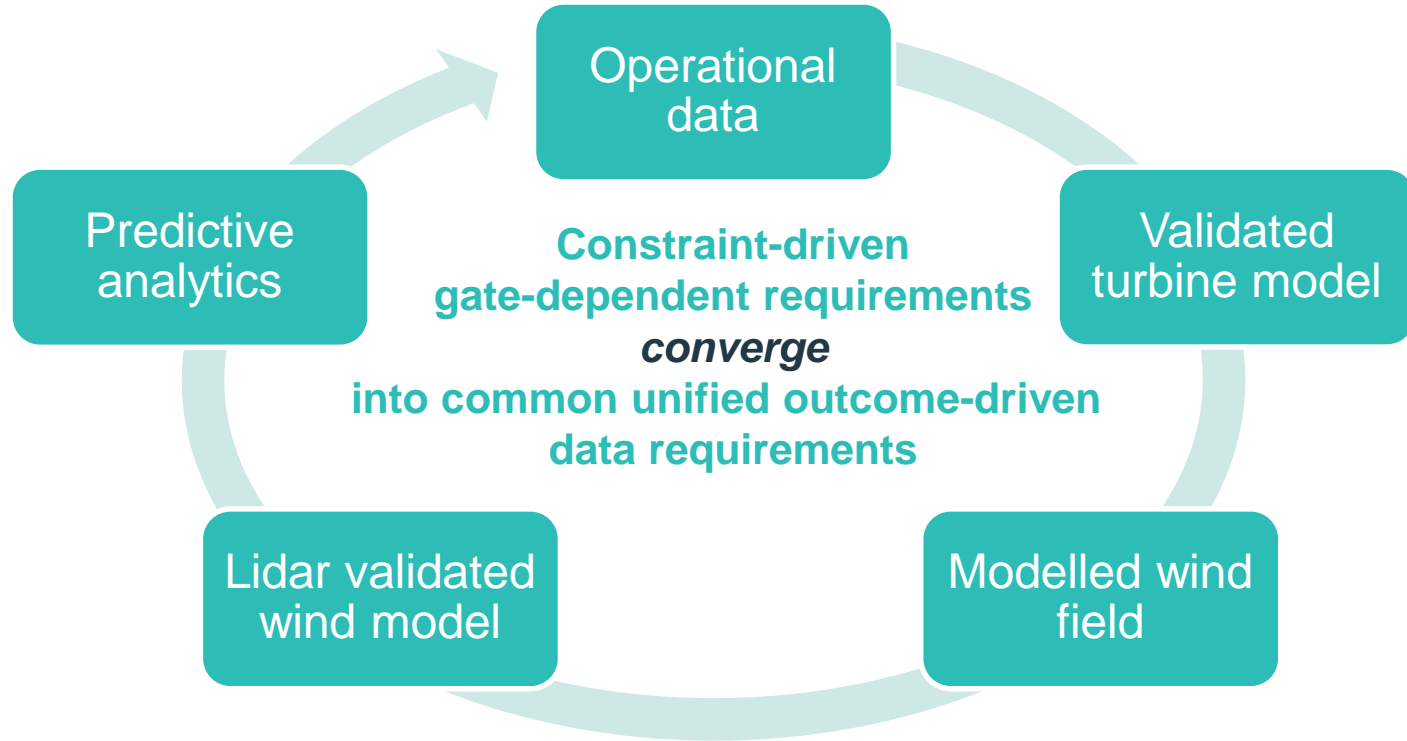 Operational
data
Validated
turbine model
Modelled wind
field
Lidar validated
wind model
Predictive
analytics
Constraint-driven
gate-dependent requirements
converge
into common unified outcome-driven
data requirements